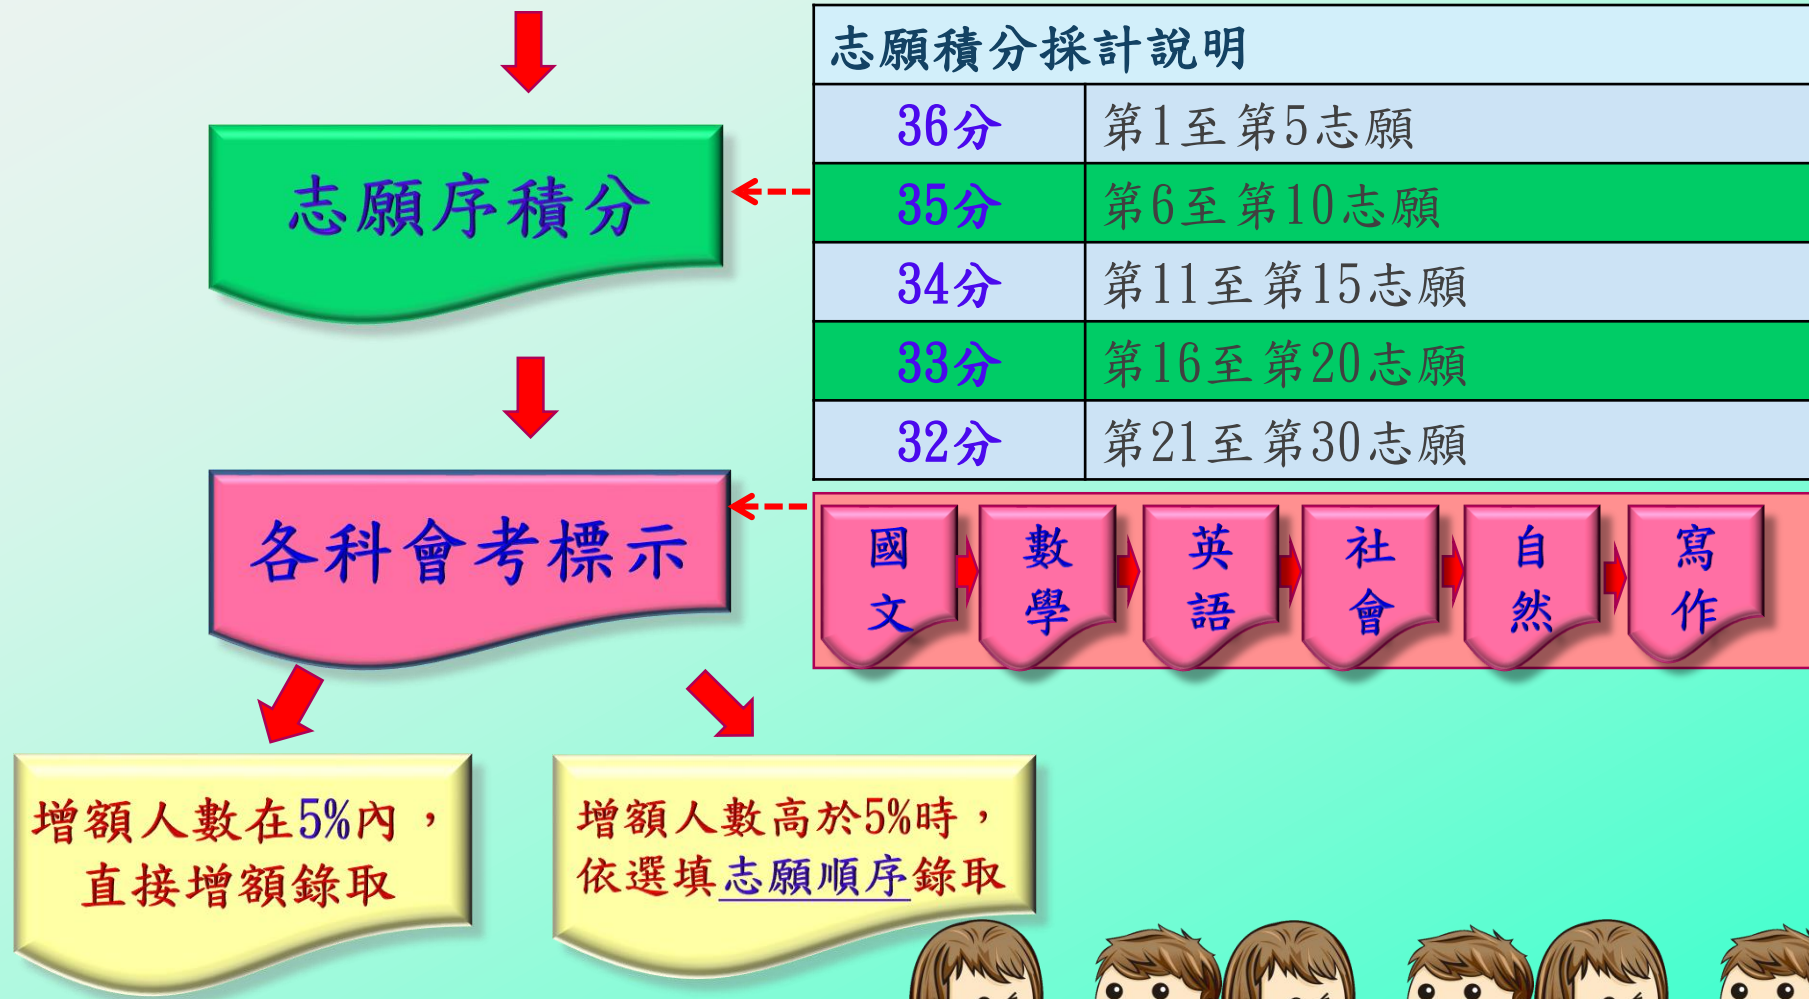 志願積分採計說明
36分 第1至第5志願
35分 第6至第10志願
34分 第11至第15志願
33分 第16至第20志願
32分 第21至第30志願
志願序積分
各科會考標示
國文
數學
英語
社會
自然
寫作
增額人數在5%內，
直接增額錄取
增額人數高於5%時，
依選填志願順序錄取